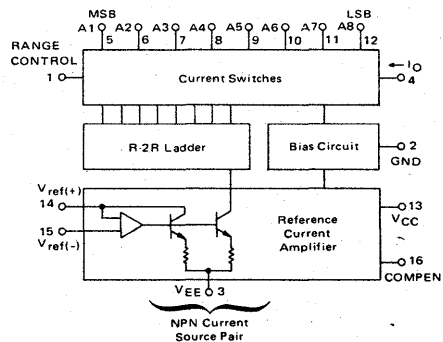 MSB LSB
A1 A2 A3 A4 A5 A6 A7 A8
5 6 7 8 9 10 11 12
RANGE
CONTROL
1
Current Switches
IO
4
R-2R Ladder
Bias Circuit
2
GND
Vref(+)
14
15
Vref(-)
Reference
Current
Amplifier
13
VCC
16
COMPEN
VEE 3
NPN Current
Source Pair